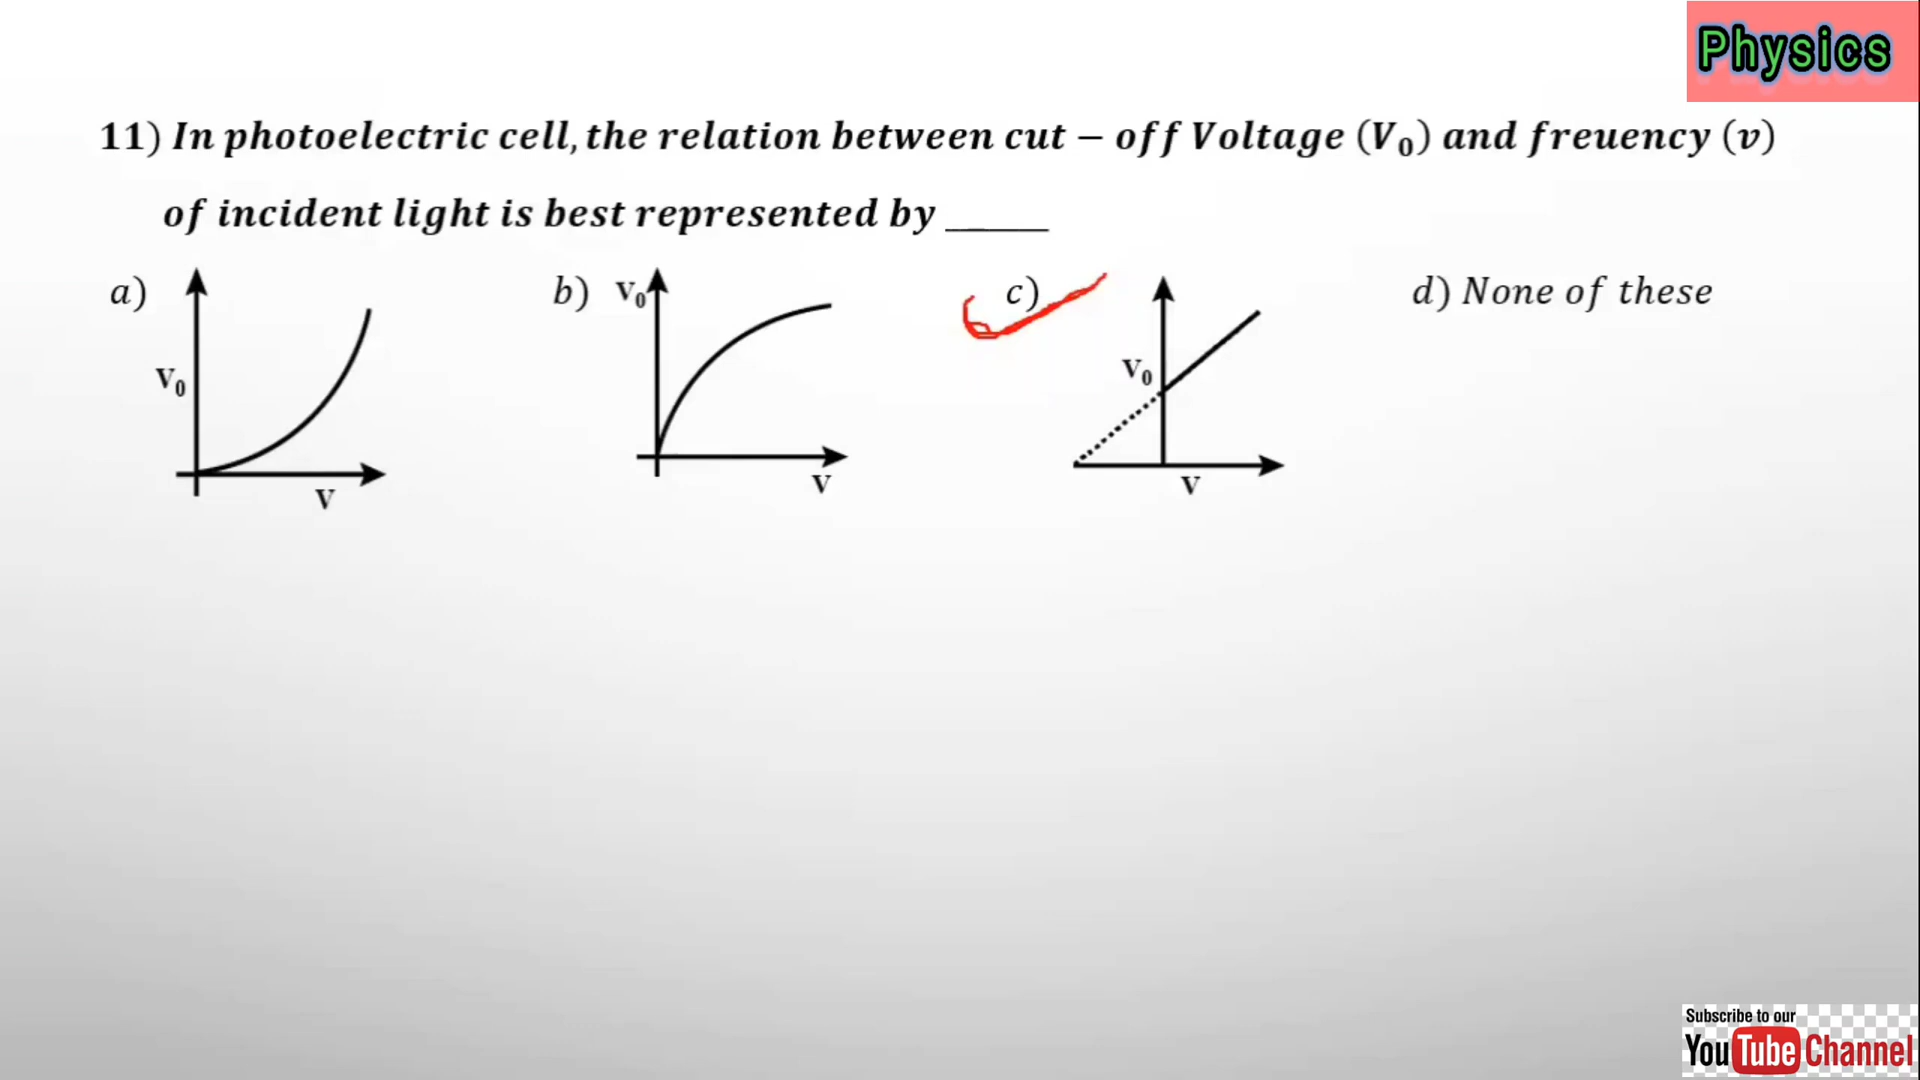 Physics
11) In photoelectric cell, the relation between cut − off Voltage (V₀) and freuency (v)
of incident light is best represented by _____
a)
V₀
V
b)
V₀
V
c)
V₀
V
d) None of these
Subscribe to our
YouTube Channel